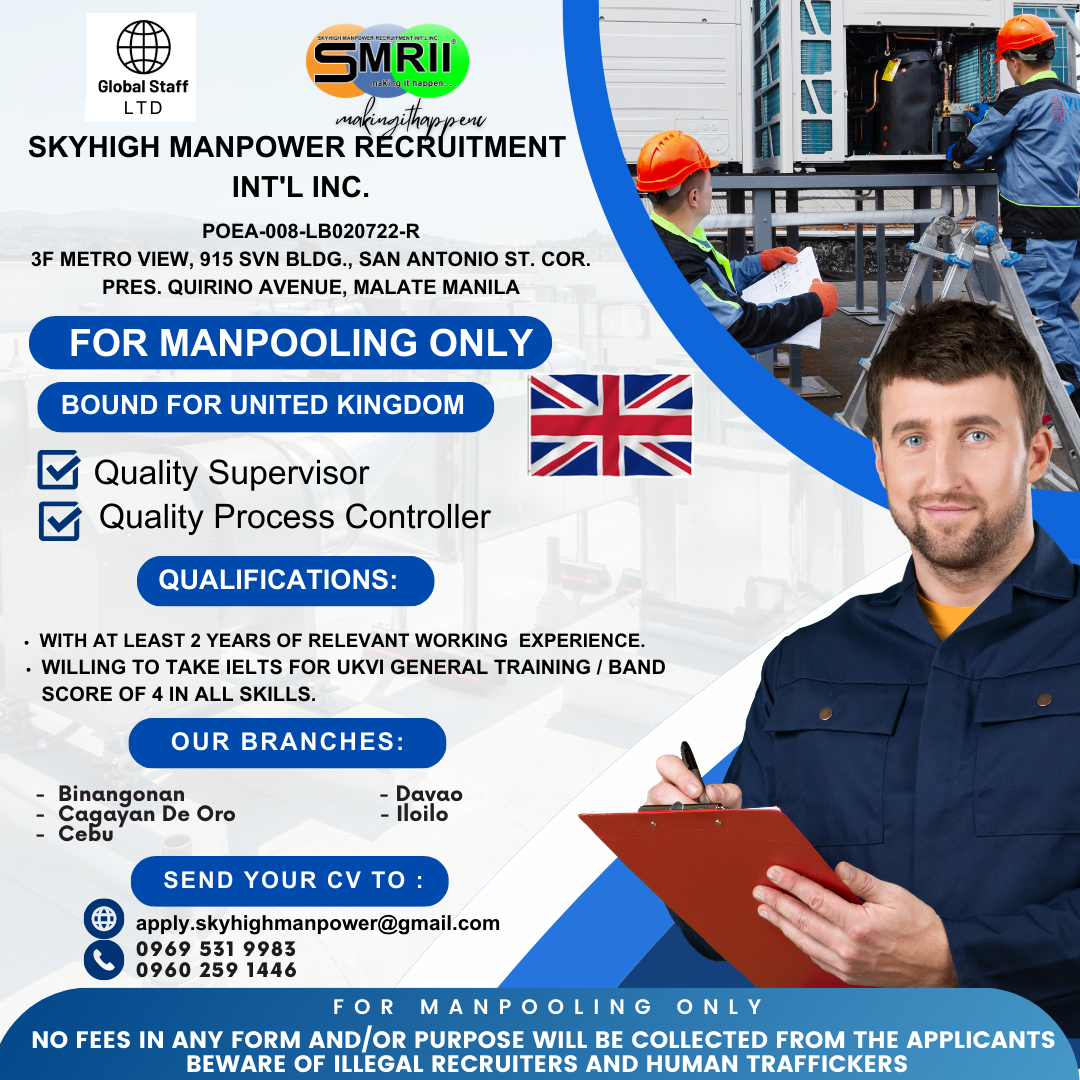 Global Staff
LTD
SKYHIGH MANPOWER RECRUITMENT INT'L INC.
SMRII
making it happen....
makingithappenv
SKYHIGH MANPOWER RECRUITMENT
INT'L INC.
POEA-008-LB020722-R
3F METRO VIEW, 915 SVN BLDG., SAN ANTONIO ST. COR.
PRES. QUIRINO AVENUE, MALATE MANILA
FOR MANPOOLING ONLY
BOUND FOR UNITED KINGDOM
Quality Supervisor
Quality Process Controller
QUALIFICATIONS:
• WITH AT LEAST 2 YEARS OF RELEVANT WORKING EXPERIENCE.
• WILLING TO TAKE IELTS FOR UKVI GENERAL TRAINING / BAND
SCORE OF 4 IN ALL SKILLS.
OUR BRANCHES:
- Binangonan
- Cagayan De Oro
- Cebu
- Davao
- Iloilo
SEND YOUR CV TO :
apply.skyhighmanpower@gmail.com
0969 531 9983
0960 259 1446
FOR MANPOOLING ONLY
NO FEES IN ANY FORM AND/OR PURPOSE WILL BE COLLECTED FROM THE APPLICANTS
BEWARE OF ILLEGAL RECRUITERS AND HUMAN TRAFFICKERS